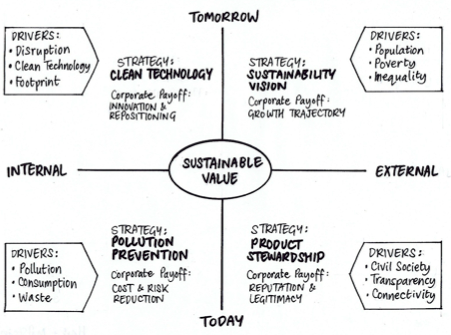 TOMORROW
DRIVERS:
• Disruption
• Clean Technology
• Footprint
STRATEGY:
CLEAN TECHNOLOGY
Corporate Payoff:
INNOVATION &
REPOSITIONING
STRATEGY:
SUSTAINABILITY
VISION
Corporate Payoff:
GROWTH TRAJECTORY
DRIVERS:
• Population
• Poverty
• Inequality
INTERNAL
SUSTAINABLE
VALUE
EXTERNAL
DRIVERS:
• Pollution
• Consumption
• Waste
STRATEGY:
POLLUTION
PREVENTION
Corporate Payoff:
COST & RISK
REDUCTION
STRATEGY:
PRODUCT
STEWARDSHIP
Corporate Payoff:
REPUTATION &
LEGITIMACY
DRIVERS:
• Civil Society
• Transparency
• Connectivity
TODAY